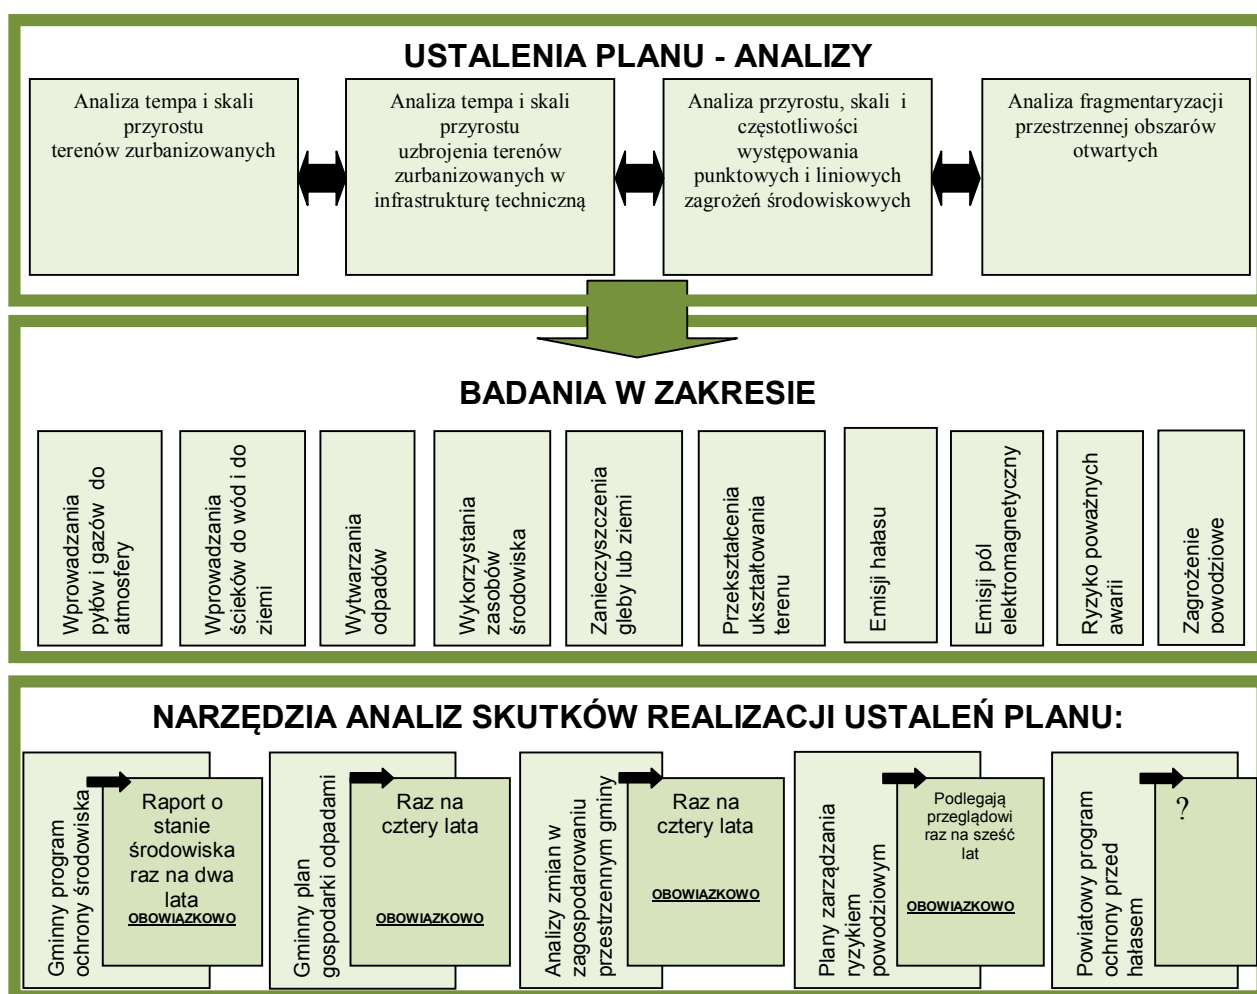 USTALENIA PLANU - ANALIZY
Analiza tempa i skali
przyrostu
terenów zurbanizowanych
Analiza tempa i skali
przyrostu
uzbrojenia terenów
zurbanizowanych w
infrastrukturę techniczną
Analiza przyrostu, skali i
częstotliwości
występowania
punktowych i liniowych
zagrożeń środowiskowych
Analiza fragmentaryzacji
przestrzennej obszarów
otwartych
BADANIA W ZAKRESIE
Wprowadzania
pyłów i gazów do
atmosfery
Wprowadzania
ścieków do wód i do
ziemi
Wytwarzania
odpadów
Wykorzystania
zasobów
środowiska
Zanieczyszczenia
gleby lub ziemi
Przekształcenia
ukształtowania
terenu
Emisji hałasu
Emisji pól
elektromagnetyczny
Ryzyko poważnych
awarii
Zagrożenie
powodziowe
NARZĘDZIA ANALIZ SKUTKÓW REALIZACJI USTALEŃ PLANU:
Gminny program
ochrony środowiska
Raport o
stanie
środowiska
raz na dwa
lata
OBOWIĄZKOWO
Gminny plan
gospodarki odpadami
Raz na
cztery lata
OBOWIĄZKOWO
Analizy zmian w
zagospodarowaniu
przestrzennym gminy
Raz na
cztery lata
OBOWIĄZKOWO
Plany zarządzania
ryzykiem
powodziowym
Podlegają
przeglądowi
raz na sześć
lat
OBOWIĄZKOWO
Powiatowy program
ochrony przed
hałasem
?